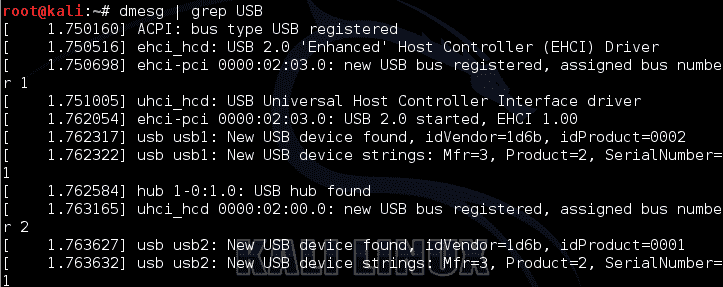 root@kali:~# dmesg | grep USB
[    1.750160] ACPI: bus type USB registered
[    1.750516] ehci_hcd: USB 2.0 'Enhanced' Host Controller (EHCI) Driver
[    1.750698] ehci-pci 0000:02:03.0: new USB bus registered, assigned bus numbe
r 1
[    1.751005] uhci_hcd: USB Universal Host Controller Interface driver
[    1.762054] ehci-pci 0000:02:03.0: USB 2.0 started, EHCI 1.00
[    1.762317] usb usb1: New USB device found, idVendor=1d6b, idProduct=0002
[    1.762322] usb usb1: New USB device strings: Mfr=3, Product=2, SerialNumber=
1
[    1.762584] hub 1-0:1.0: USB hub found
[    1.763165] uhci_hcd 0000:02:00.0: new USB bus registered, assigned bus numbe
r 2
[    1.763627] usb usb2: New USB device found, idVendor=1d6b, idProduct=0001
KALI LINUX
[    1.763632] usb usb2: New USB device strings: Mfr=3, Product=2, SerialNumber=
1